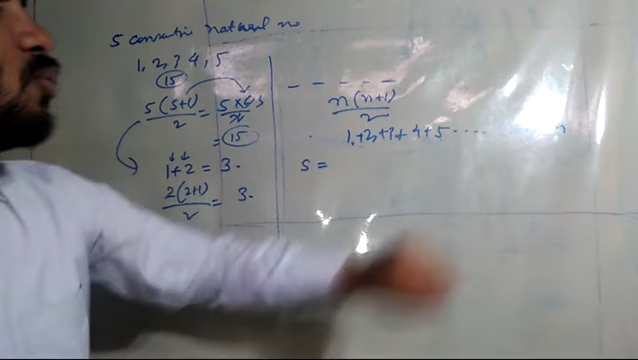 5 consecutive natural no
1, 2, 3 4, 5
15
5(5+1)/2 = 5×6 3/2
= 15
1+2 = 3.
2(2+1)/2 = 3.
- - - - -
n(n+1)/2
1+2+3+4+5 .... n
S =